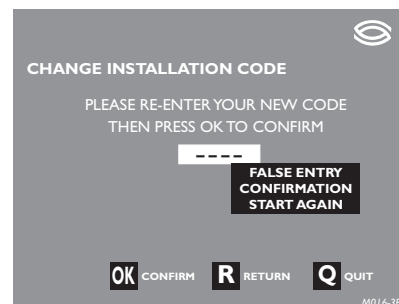 CHANGE INSTALLATION CODE
PLEASE RE-ENTER YOUR NEW CODE
THEN PRESS OK TO CONFIRM
----
FALSE ENTRY
CONFIRMATION
START AGAIN
OK CONFIRM R RETURN Q QUIT